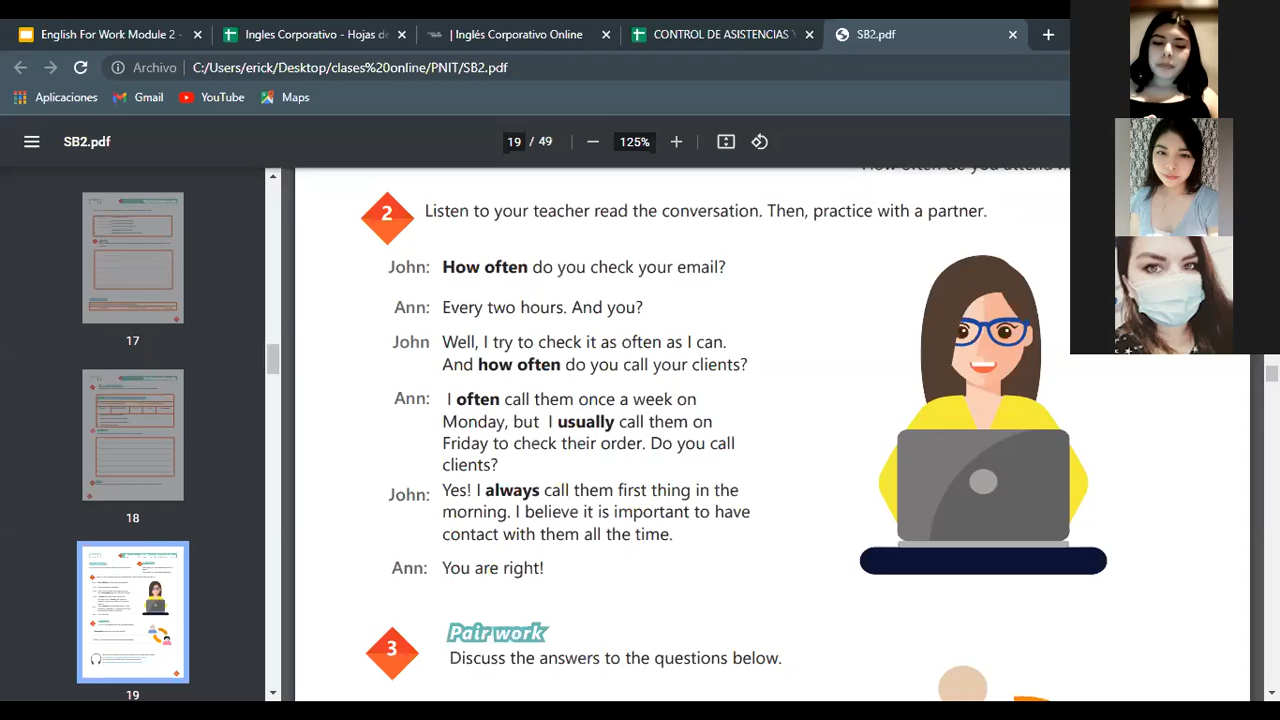 English For Work Module 2 -
Ingles Corporativo - Hojas de
| Inglés Corporativo Online
CONTROL DE ASISTENCIAS
SB2.pdf
Archivo
C:/Users/erick/Desktop/clases%20online/PNIT/SB2.pdf
Aplicaciones
Gmail
YouTube
Maps
SB2.pdf
19 / 49
125%
17
18
19
How often do you attend
2
Listen to your teacher read the conversation. Then, practice with a partner.
John: How often do you check your email?
Ann: Every two hours. And you?
John Well, I try to check it as often as I can.
And how often do you call your clients?
Ann: I often call them once a week on
Monday, but I usually call them on
Friday to check their order. Do you call
clients?
John: Yes! I always call them first thing in the
morning. I believe it is important to have
contact with them all the time.
Ann: You are right!
3
Pair work
Discuss the answers to the questions below.